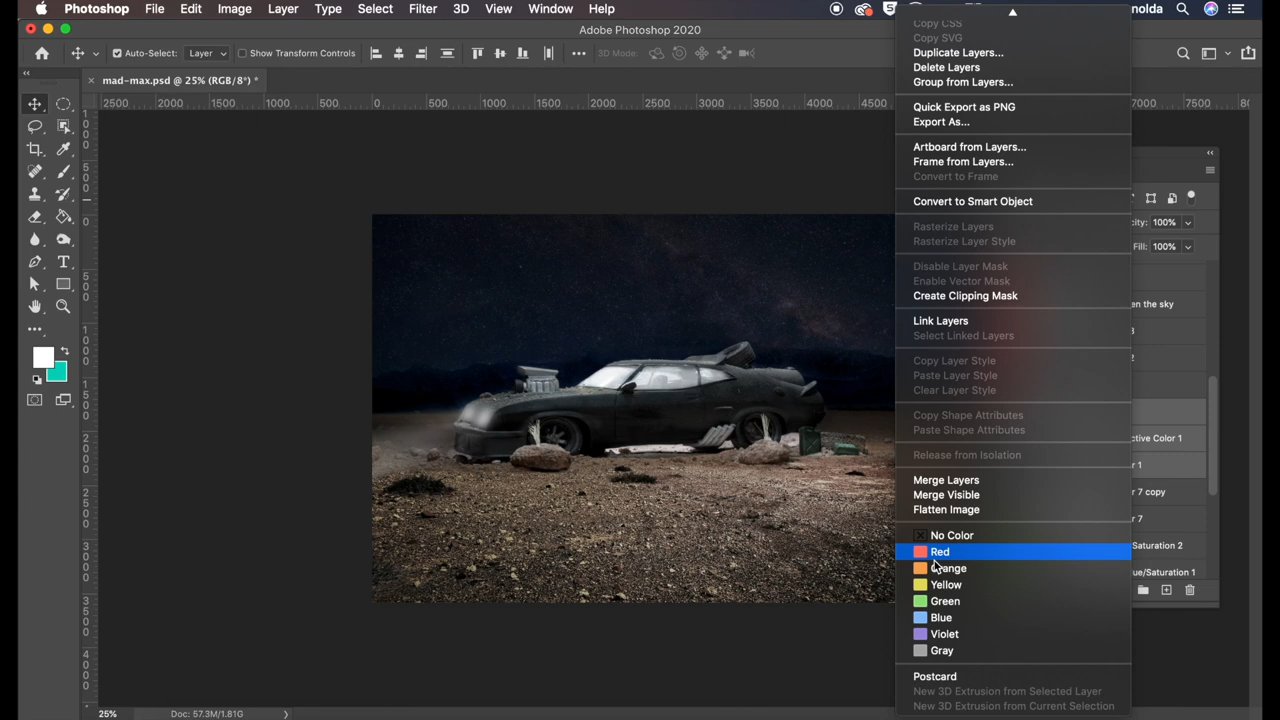 Photoshop File Edit Image Layer Type Select Filter 3D View Window Help
nolda
Adobe Photoshop 2020
Auto-Select: Layer Show Transform Controls
3D Mode:
mad-max.psd @ 25% (RGB/8*) *
2500 2000 1500 1000 500 0 500 1000 1500 2000 2500 3000 3500 4000 4500
7000 7500
Copy CSS
Copy SVG
Duplicate Layers...
Delete Layers
Group from Layers...
Quick Export as PNG
Export As...
Artboard from Layers...
Frame from Layers...
Convert to Frame
Convert to Smart Object
Rasterize Layers
Rasterize Layer Style
Disable Layer Mask
Enable Vector Mask
Create Clipping Mask
Link Layers
Select Linked Layers
Copy Layer Style
Paste Layer Style
Clear Layer Style
Copy Shape Attributes
Paste Shape Attributes
Release from Isolation
Merge Layers
Merge Visible
Flatten Image
No Color
Red
Orange
Yellow
Green
Blue
Violet
Gray
Postcard
New 3D Extrusion from Selected Layer
New 3D Extrusion from Current Selection
city: 100%
Fill: 100%
en the sky
3
2
ctive Color 1
r 1
r 7 copy
r 7
/Saturation 2
ue/Saturation 1
25% Doc: 57.3M/1.81G